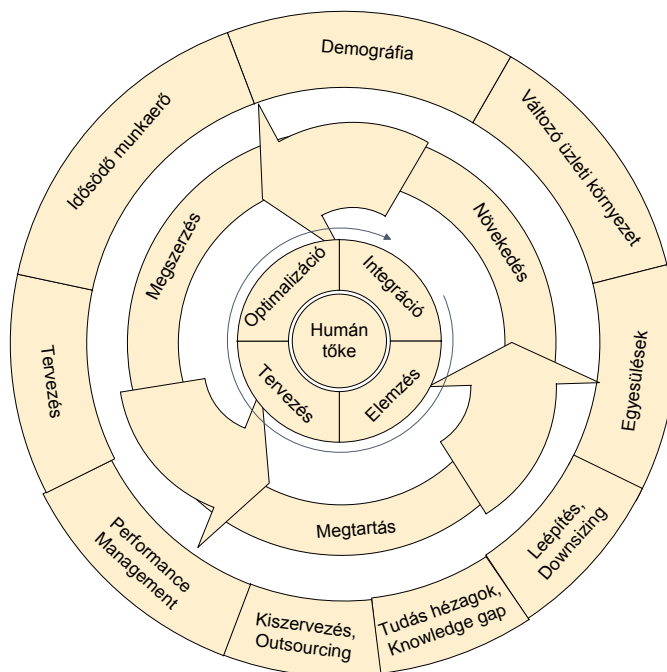 Demográfia
Változó üzleti
környezet
Egyesülések
Leépítés,
Downsizing
Tudás hézagok,
Knowledge gap
Kiszervezés,
Outsourcing
Performance
Management
Tervezés
Idősödő munkaerő
Megszerzés
Növekedés
Megtartás
Optimalizáció
Integráció
Elemzés
Tervezés
Humán
tőke